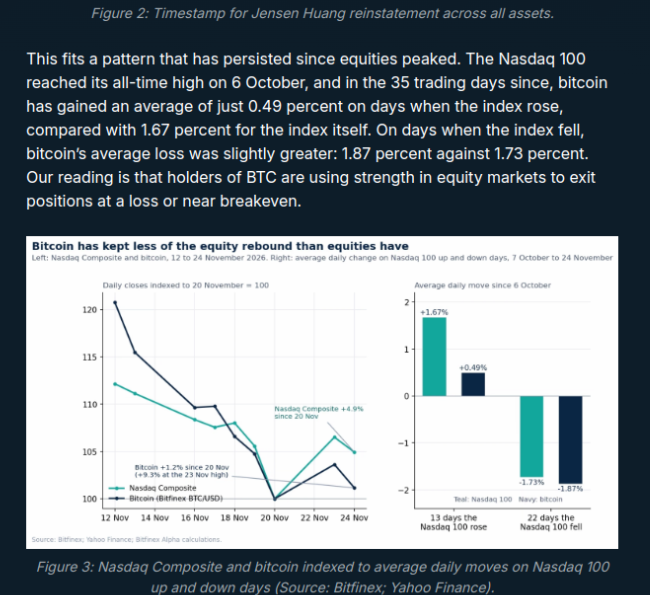 Figure 2: Timestamp for Jensen Huang reinstatement across all assets.
This fits a pattern that has persisted since equities peaked. The Nasdaq 100
reached its all-time high on 6 October, and in the 35 trading days since, bitcoin
has gained an average of just 0.49 percent on days when the index rose,
compared with 1.67 percent for the index itself. On days when the index fell,
bitcoin's average loss was slightly greater: 1.87 percent against 1.73 percent.
Our reading is that holders of BTC are using strength in equity markets to exit
positions at a loss or near breakeven.
Bitcoin has kept less of the equity rebound than equities have
Left: Nasdaq Composite and bitcoin, 12 to 24 November 2026. Right: average daily change on Nasdaq 100 up and down days, 7 October to 24 November
Daily closes indexed to 20 November = 100
120
115
110
105
100
Nasdaq Composite +4.9%
since 20 Nov
Bitcoin +1.2% since 20 Nov
(+9.3% at the 23 Nov high)
Nasdaq Composite
Bitcoin (Bitfinex BTC/USD)
12 Nov
14 Nov
16 Nov
18 Nov
20 Nov
22 Nov
24 Nov
Average daily move since 6 October
2
1
0
−1
−2
+1.67%
+0.49%
-1.73%
-1.87%
Teal: Nasdaq 100 Navy: bitcoin
13 days the
Nasdaq 100 rose
22 days the
Nasdaq 100 fell
Source: Bitfinex; Yahoo Finance; Bitfinex Alpha calculations.
Figure 3: Nasdaq Composite and bitcoin indexed to average daily moves on Nasdaq 100
up and down days (Source: Bitfinex; Yahoo Finance).